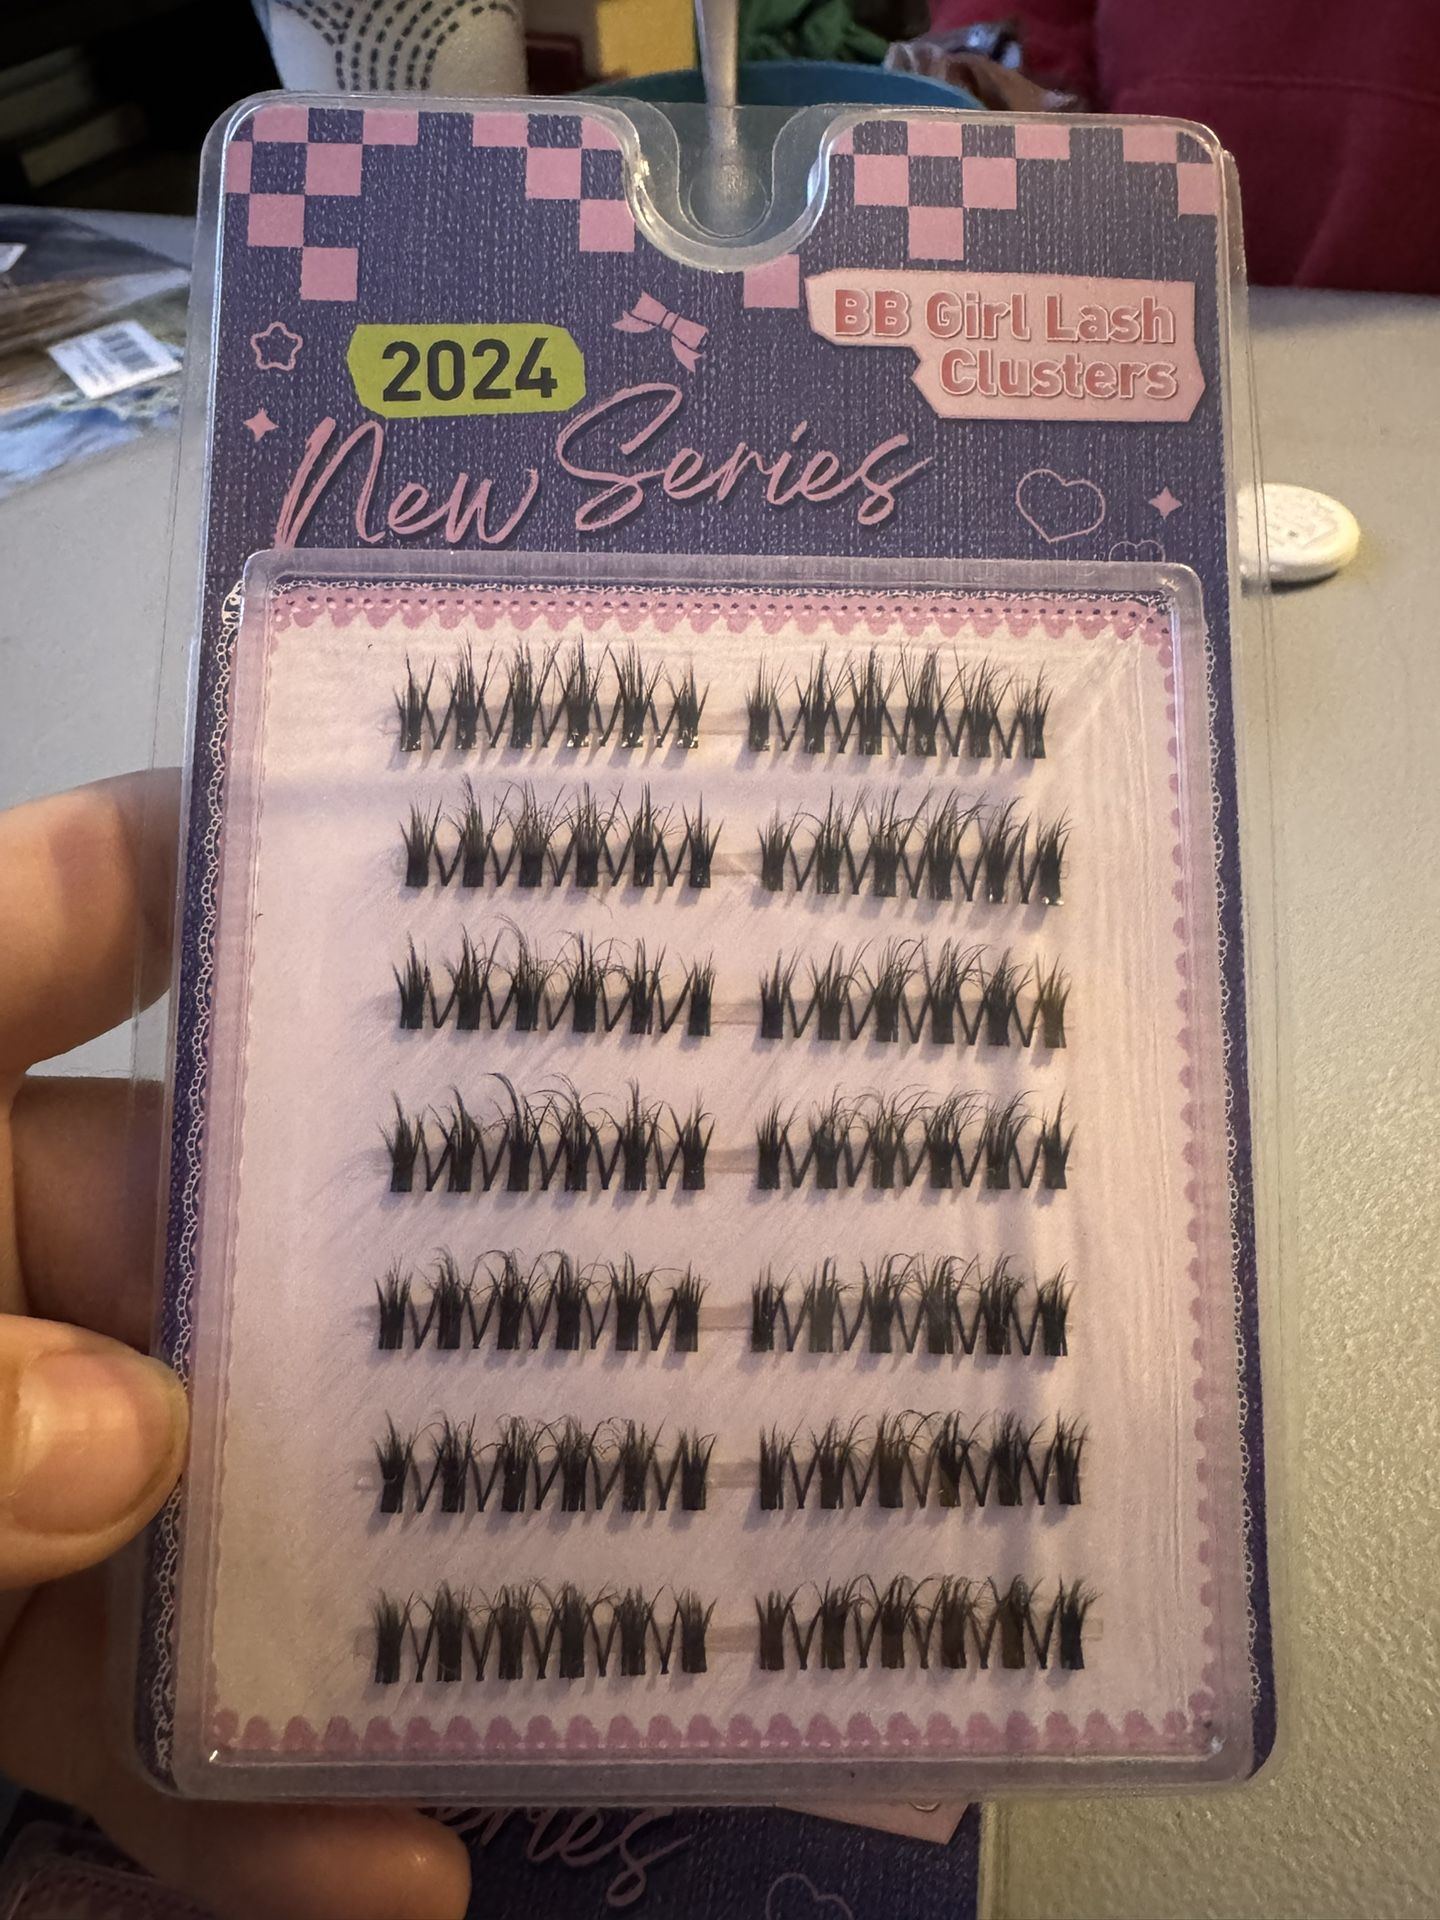 BB Girl Lash
Clusters
2024
New Series